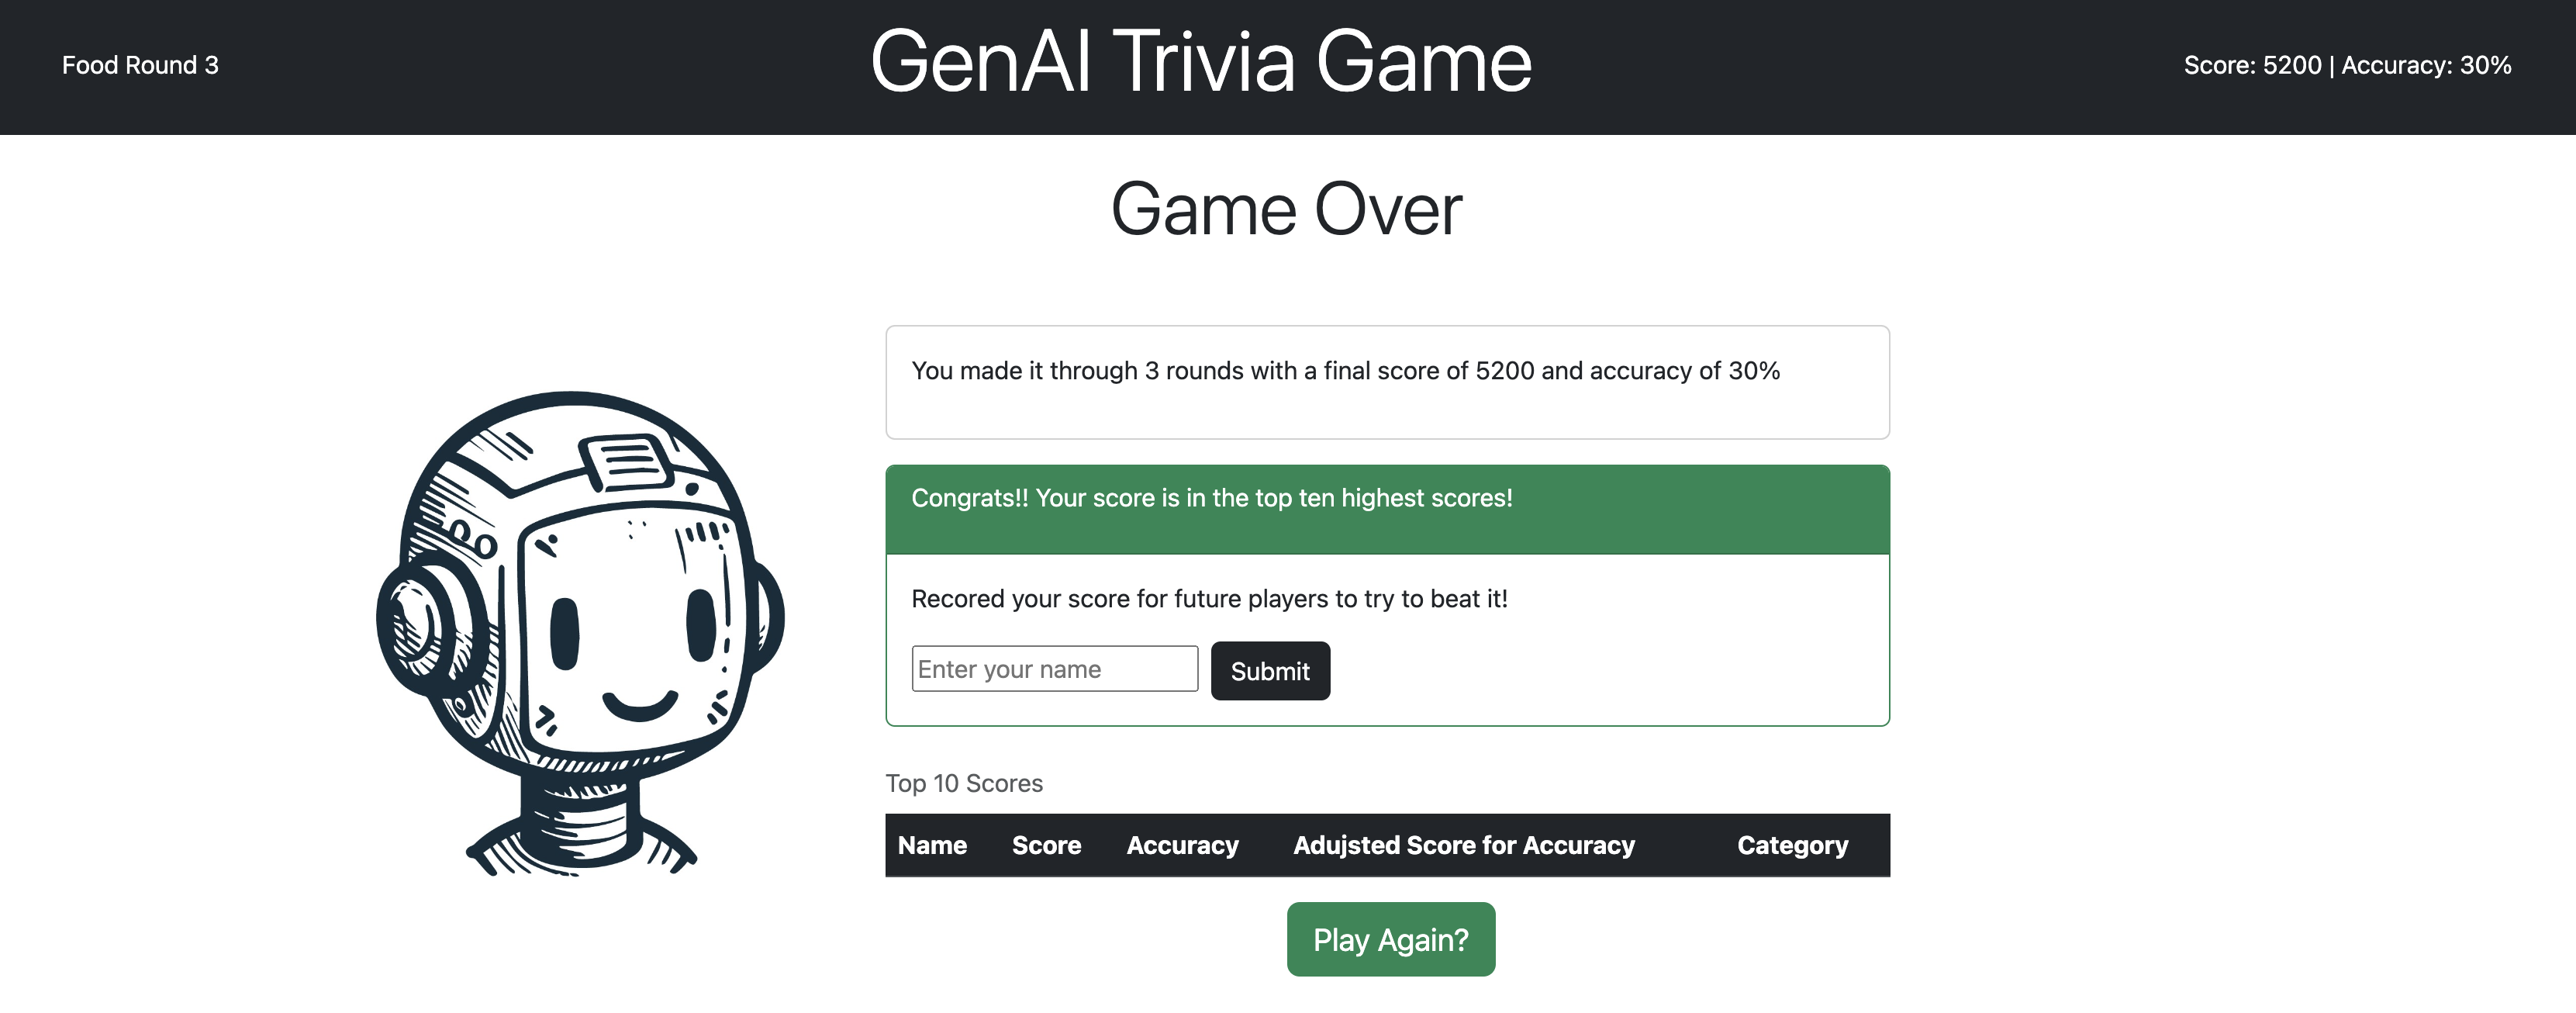 Food Round 3
GenAI Trivia Game
Score: 5200 | Accuracy: 30%
Game Over
You made it through 3 rounds with a final score of 5200 and accuracy of 30%
Congrats!! Your score is in the top ten highest scores!
Recored your score for future players to try to beat it!
Enter your name
Submit
Top 10 Scores
Name Score Accuracy Adujsted Score for Accuracy Category
Play Again?